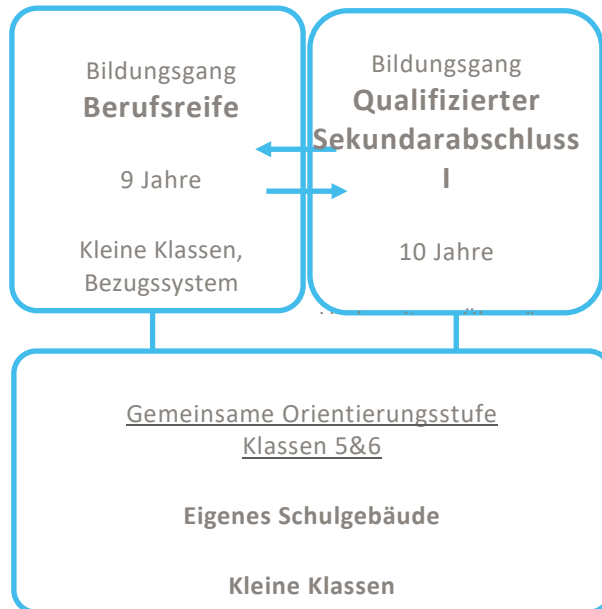 Bildungsgang
Berufsreife
9 Jahre
Kleine Klassen,
Bezugssystem
Bildungsgang
Qualifizierter
Sekundarabschluss
I
10 Jahre
Gemeinsame Orientierungsstufe
Klassen 5&6
Eigenes Schulgebäude
Kleine Klassen